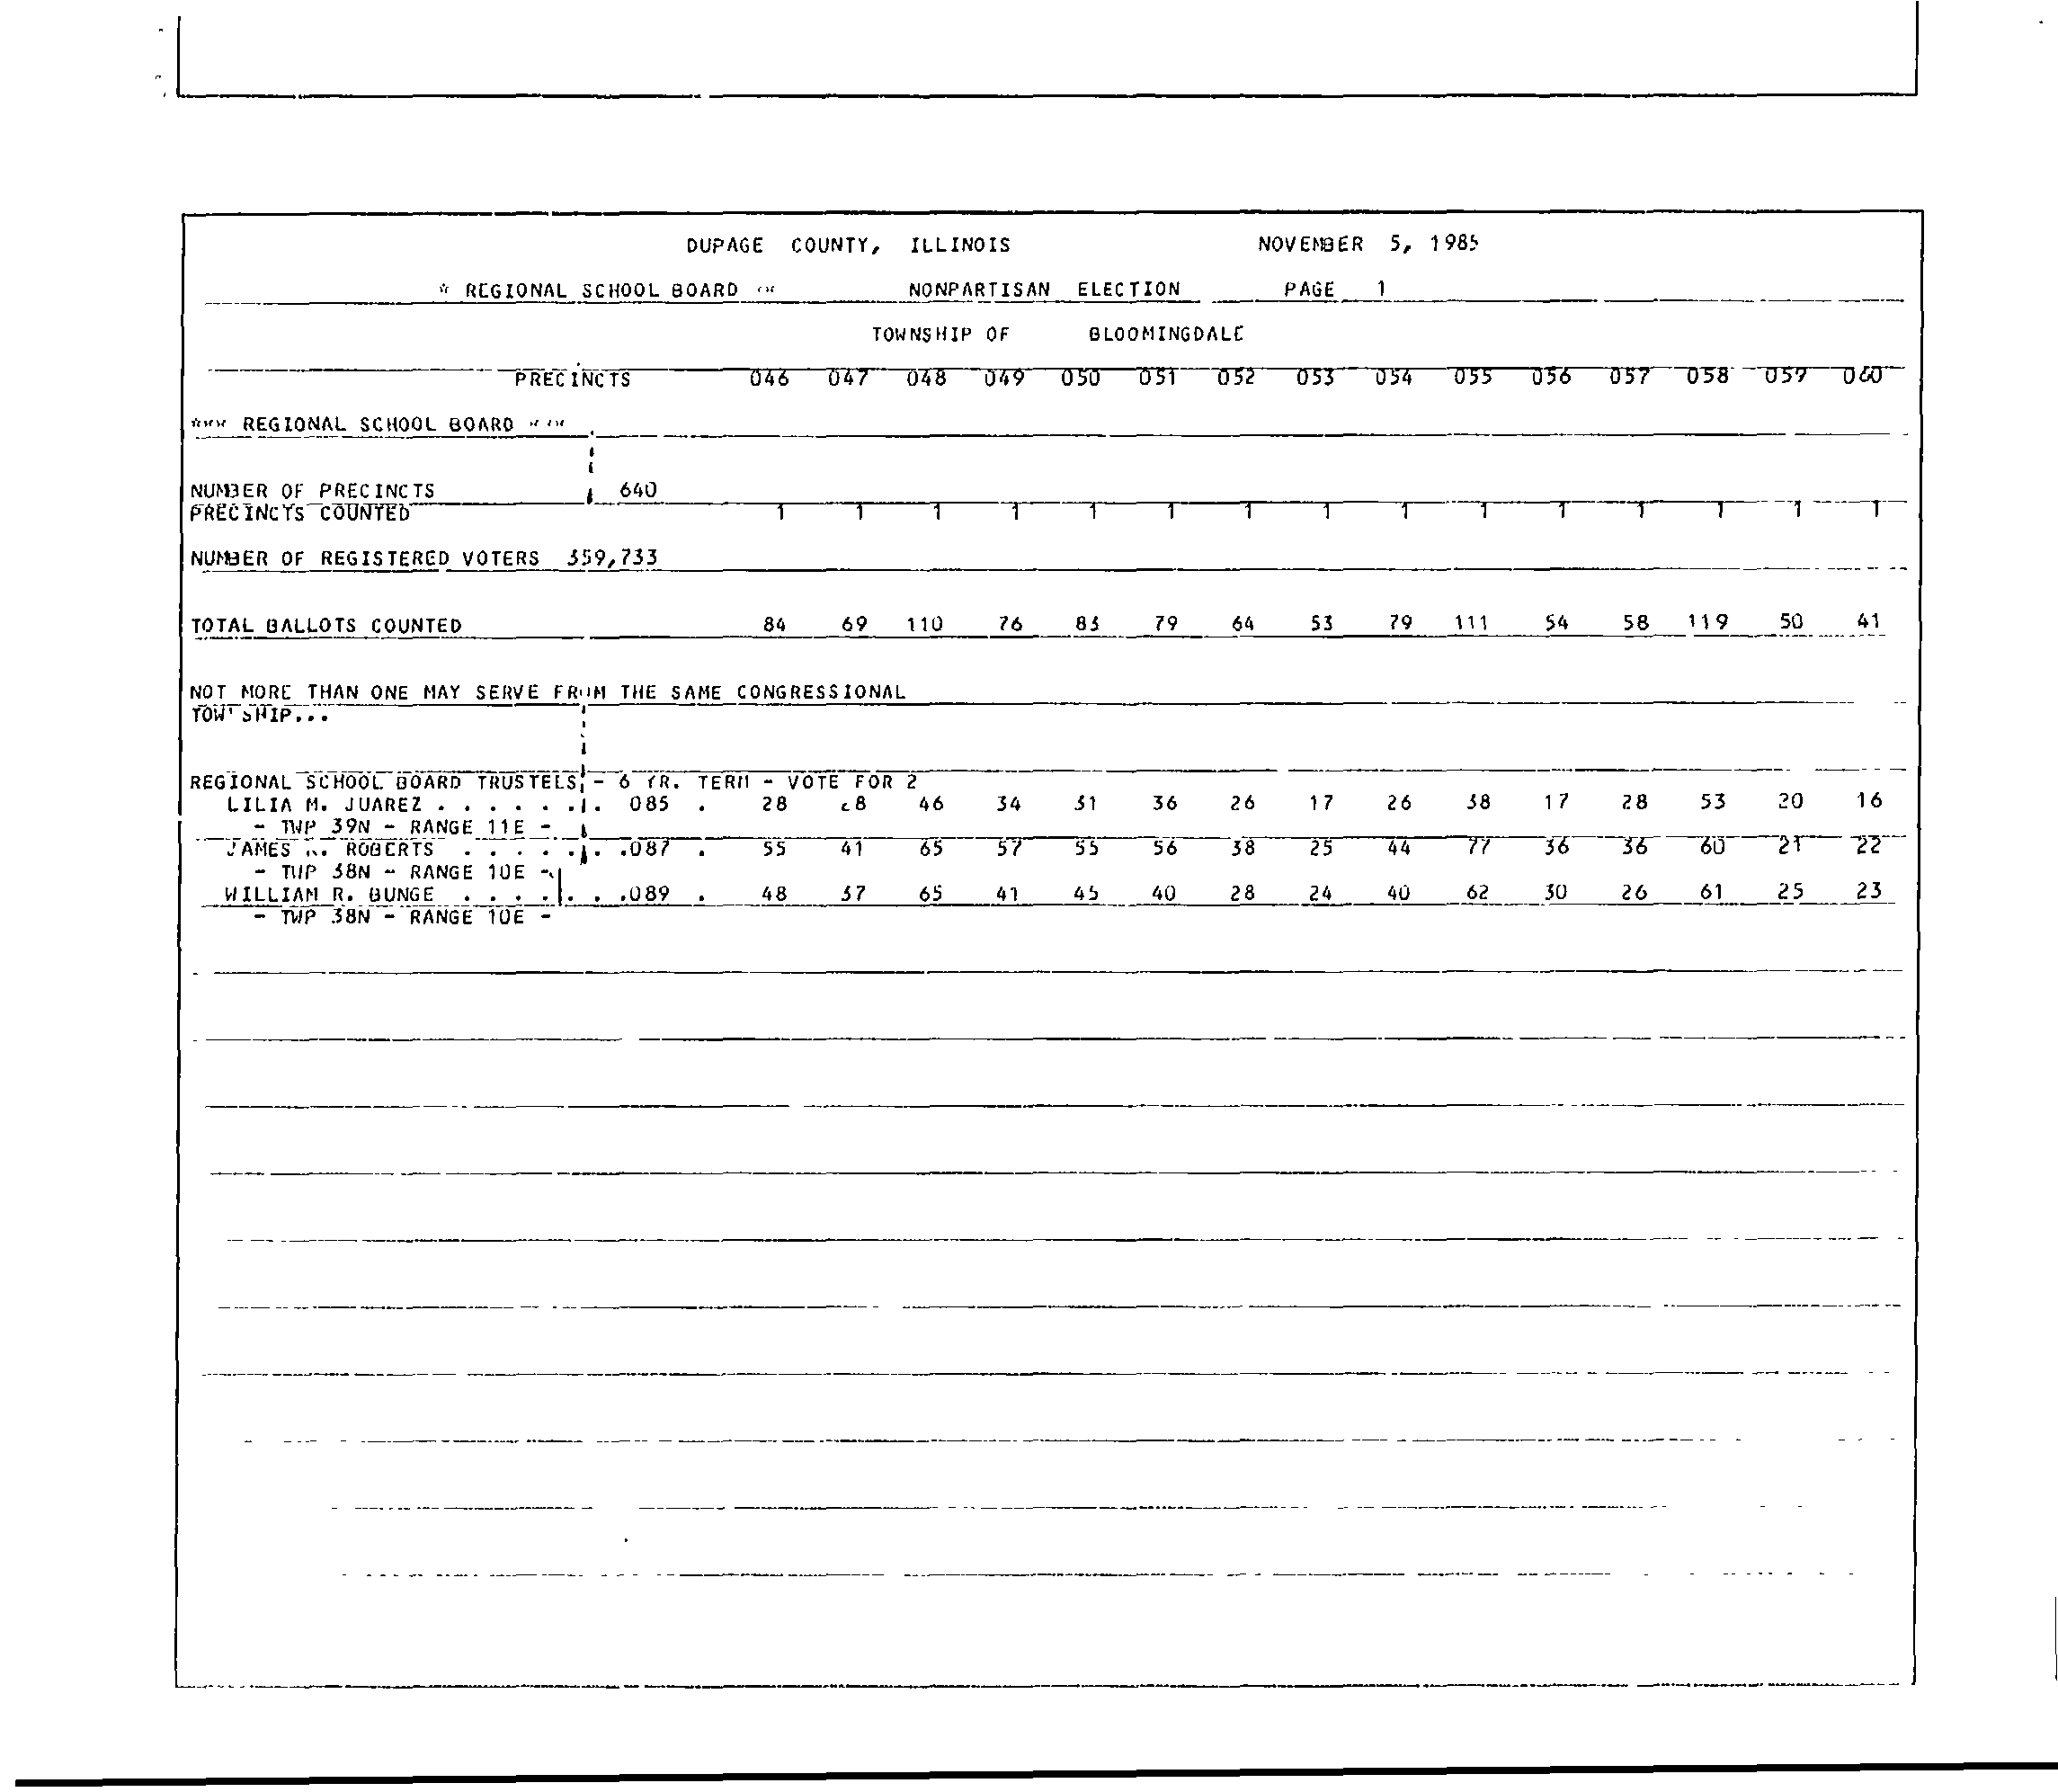 DUPAGE COUNTY, ILLINOIS NOVEMBER 5, 1985
* REGIONAL SCHOOL BOARD ** NONPARTISAN ELECTION PAGE 1
TOWNSHIP OF BLOOMINGDALE
PRECINCTS 046 047 048 049 050 051 052 053 054 055 056 057 058 059 060
*** REGIONAL SCHOOL BOARD ***
NUMBER OF PRECINCTS 640
PRECINCTS COUNTED 1 1 1 1 1 1 1 1 1 1 1 1 1 1 1
NUMBER OF REGISTERED VOTERS 359,733
TOTAL BALLOTS COUNTED 84 69 110 76 83 79 64 53 79 111 54 58 119 50 41
NOT MORE THAN ONE MAY SERVE FROM THE SAME CONGRESSIONAL
TOWNSHIP...
REGIONAL SCHOOL BOARD TRUSTEES - 6 YR. TERM - VOTE FOR 2
LILIA M. JUAREZ . . . . . . . . 085 . 28 28 46 34 31 36 26 17 26 38 17 28 53 20 16
- TWP 39N - RANGE 11E -
JAMES ROBERTS . . . . . . . .087 . 55 41 65 57 55 56 38 25 44 77 36 36 60 21 22
- TWP 38N - RANGE 10E -
WILLIAM R. BUNGE . . . . . . . .089 . 48 37 65 41 45 40 28 24 40 62 30 26 61 25 23
- TWP 38N - RANGE 10E -